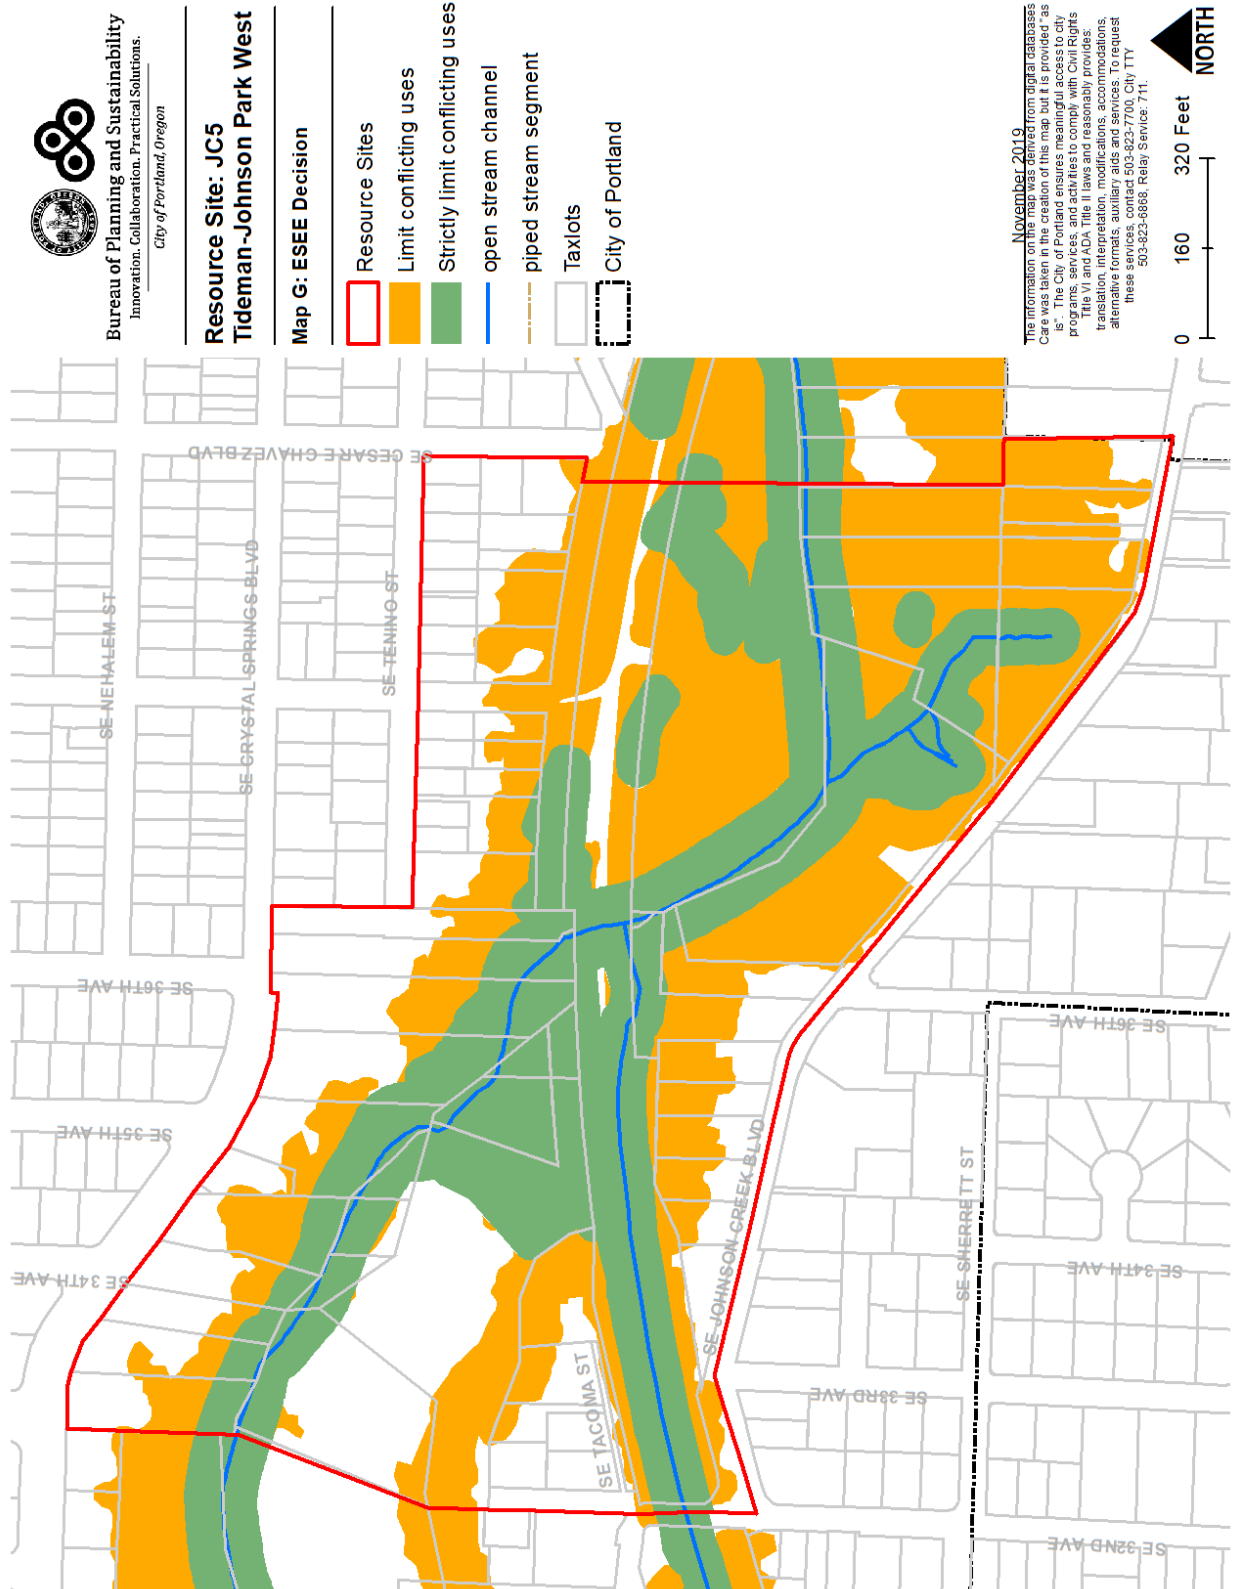 Bureau of Planning and Sustainability
Innovation. Collaboration. Practical Solutions.
City of Portland, Oregon
Resource Site: JC5
Tideman-Johnson Park West
Map G: ESEE Decision
Resource Sites
Limit conflicting uses
Strictly limit conflicting uses
open stream channel
piped stream segment
Taxlots
City of Portland
November 2019
The information on the map was derived from digital databases
Care was taken in the creation of this map but it is provided "as
is". The City of Portland ensures meaningful access to city
programs, services, and activities to comply with Civil Rights
Title VI and ADA Title II laws and reasonably provides:
translation, interpretation, modifications, accommodations,
alternative formats, auxiliary aids and services. To request
these services, contact 503-823-7700, City TTY
503-823-6868, Relay Service: 711.
0 160 320 Feet
NORTH
SE CESAR E CHAVEZ BLVD
SE NEHALEM ST
SE CRYSTAL SPRINGS BLVD
SE TENINO ST
SE 36TH AVE
SE 35TH AVE
SE 34TH AVE
SE TACOMA ST
SE JOHNSON CREEK BLVD
SE SHERRETT ST
SE 36TH AVE
SE 34TH AVE
SE 33RD AVE
SE 32ND AVE